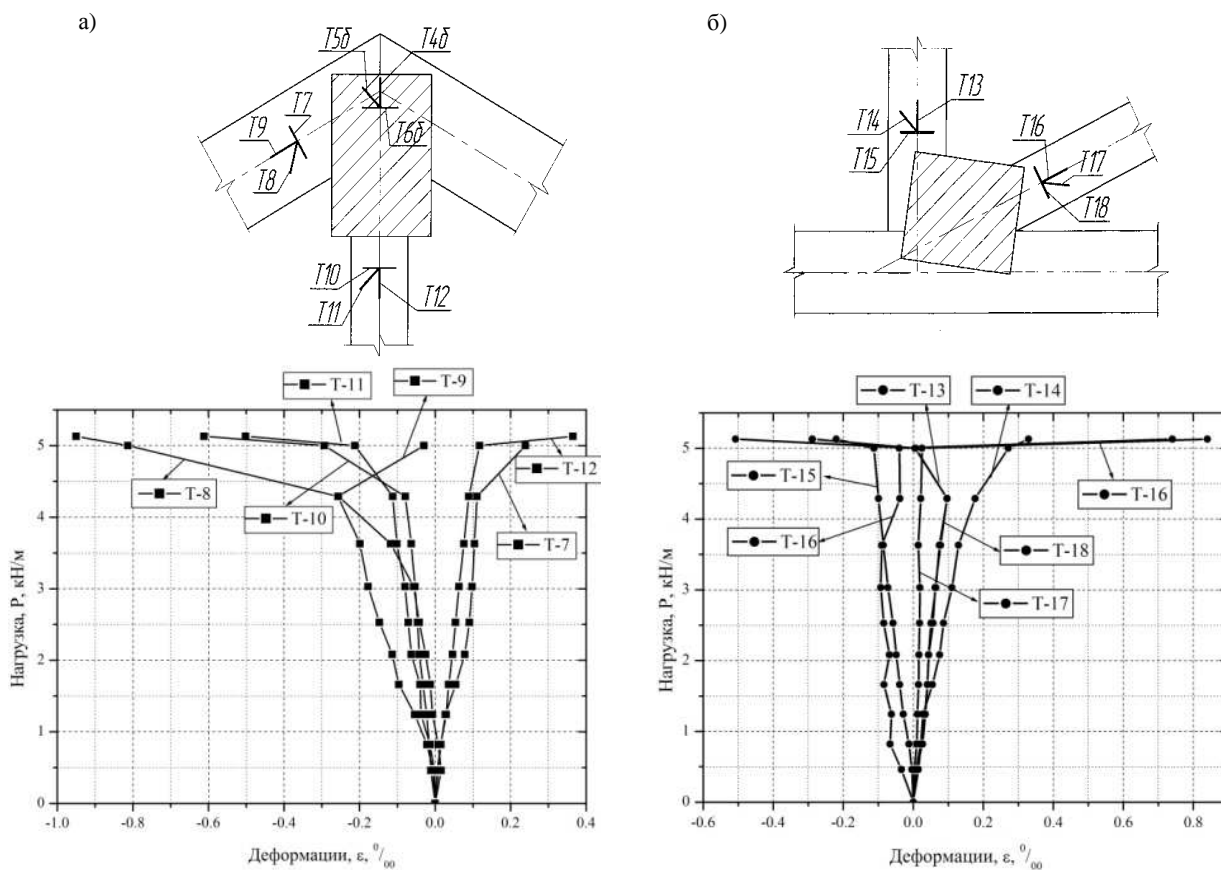 а)
б)
Т5б
Т4б
Т7
Т9
Т6б
Т8
Т10
Т11
Т12
Т13
Т14
Т15
Т16
Т17
Т18
Т-11
Т-9
Т-8
Т-10
Т-12
Т-7
Нагрузка, Р, кН/м
5
4
3
2
1
0
-1.0
-0.8
-0.6
-0.4
-0.2
0.0
0.2
0.4
Деформации, ε, ⁰/₀₀
Т-13
Т-14
Т-15
Т-16
Т-16
Т-18
Т-17
Нагрузка, Р, кН/м
5
4
3
2
1
0
-0.6
-0.4
-0.2
0.0
0.2
0.4
0.6
0.8
Деформации, ε, ⁰/₀₀